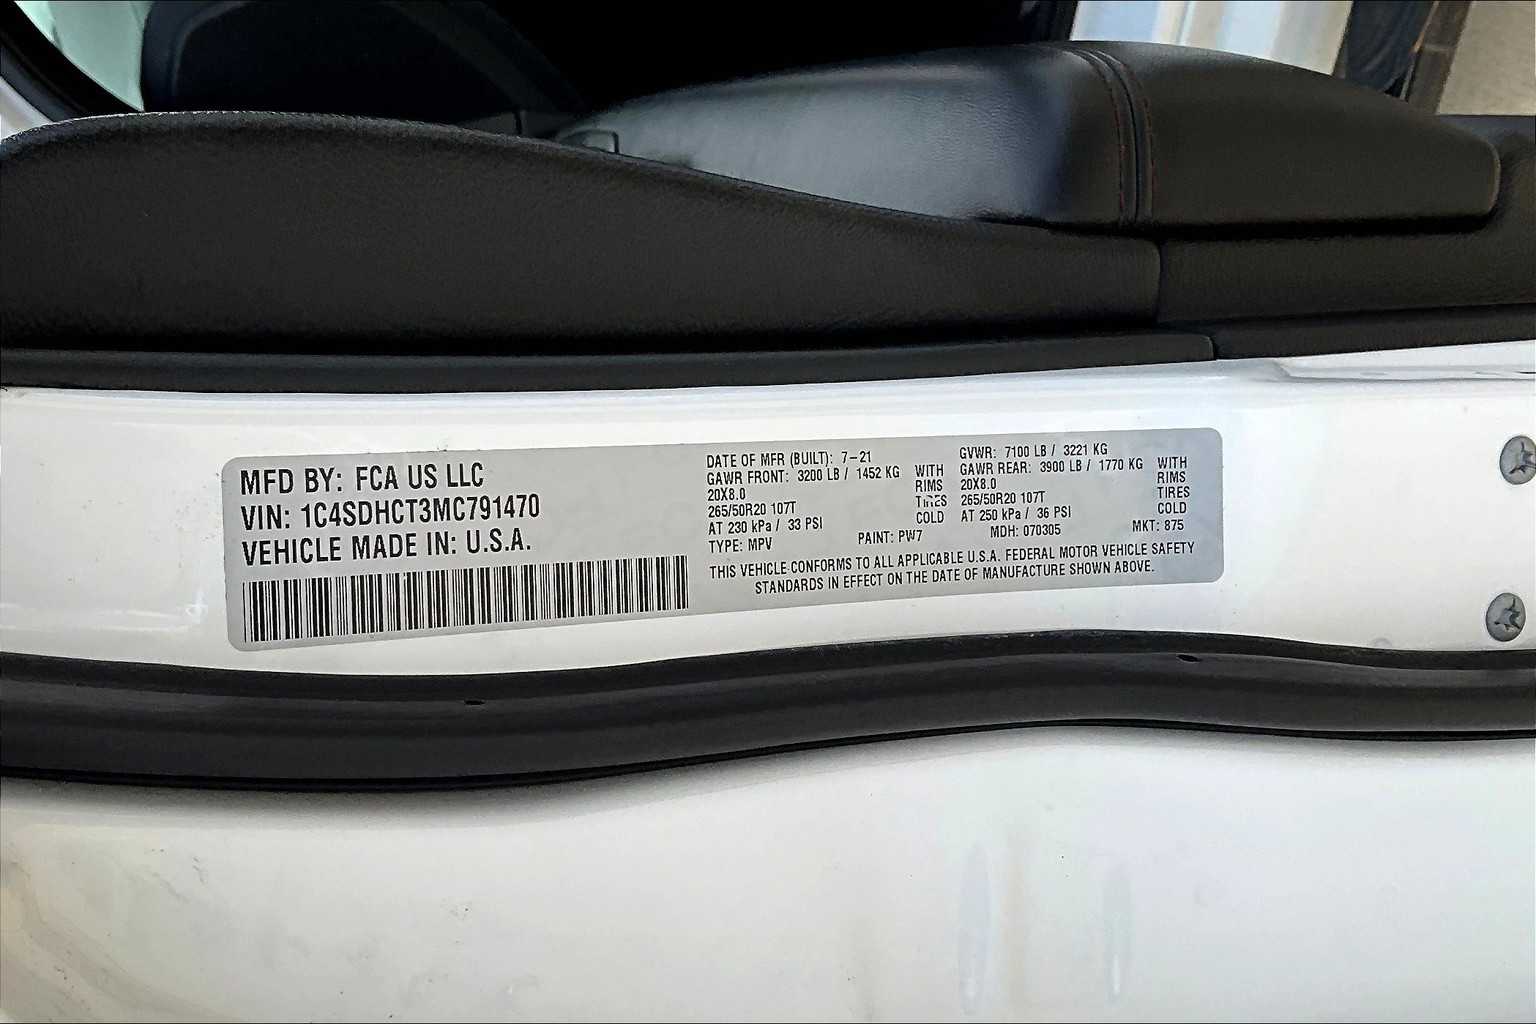 MFD BY: FCA US LLC
VIN: 1C4SDHCT3MC791470
VEHICLE MADE IN: U.S.A.
DATE OF MFR (BUILT): 7-21
GAWR FRONT: 3200 LB / 1452 KG WITH
20X8.0 RIMS
265/50R20 107T TIRES
AT 230 kPa / 33 PSI COLD
GVWR: 7100 LB / 3221 KG
GAWR REAR: 3900 LB / 1770 KG WITH
20X8.0 RIMS
265/50R20 107T TIRES
AT 250 kPa / 36 PSI COLD
TYPE: MPV PAINT: PW7 MDH: 070305 MKT: 875
THIS VEHICLE CONFORMS TO ALL APPLICABLE U.S.A. FEDERAL MOTOR VEHICLE SAFETY
STANDARDS IN EFFECT ON THE DATE OF MANUFACTURE SHOWN ABOVE.